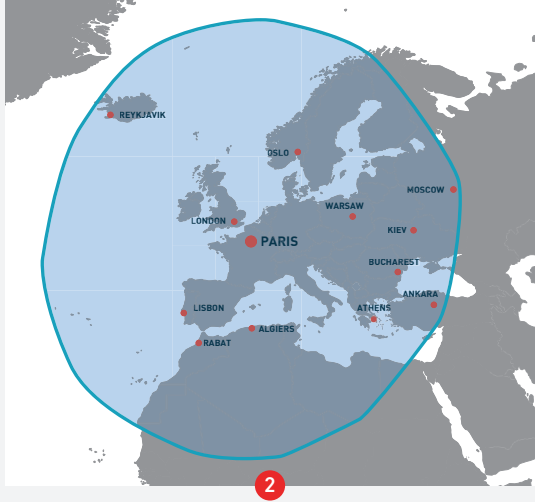 REYKJAVIK
OSLO
MOSCOW
WARSAW
LONDON
KIEV
PARIS
BUCHAREST
ANKARA
LISBON
ATHENS
ALGIERS
RABAT
2